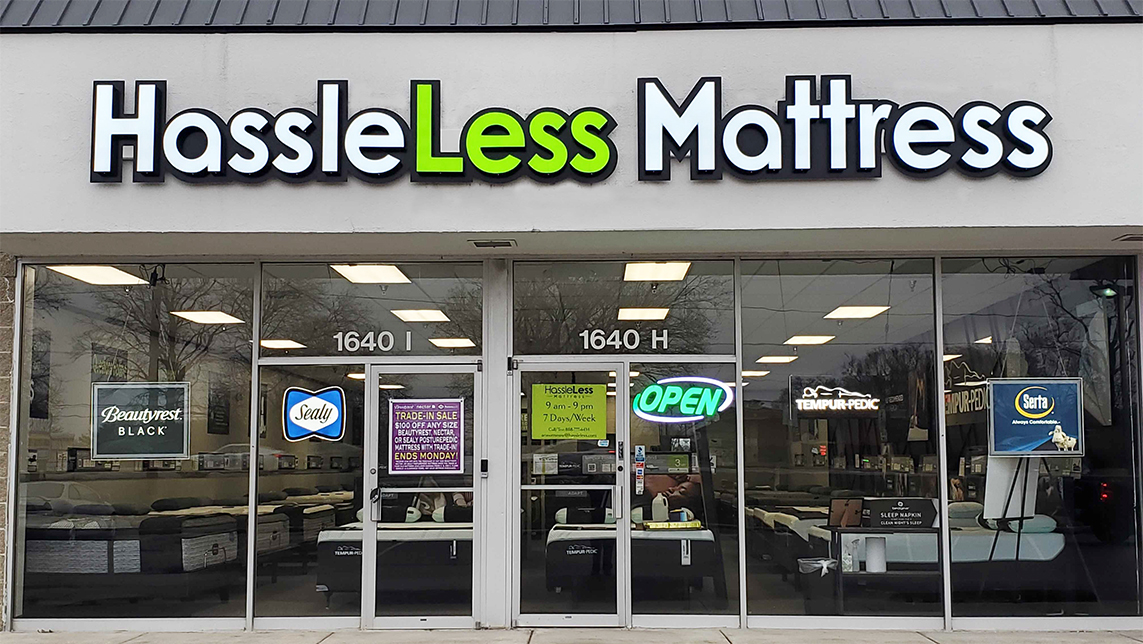 HassleLess Mattress
1640 I
1640 H
Beautyrest
BLACK
Sealy
TRADE-IN SALE
$100 OFF ANY SIZE
BEAUTYREST, NECTAR,
OR SEALY POSTUREPEDIC
MATTRESS WITH TRADE-IN!
ENDS MONDAY!
HassleLess
Mattress
9 am - 9 pm
7 Days/Week
OPEN
TEMPUR-PEDIC
TEMPUR-PEDIC
Serta
Always Comfortable.
ADAPT
TEMPUR-PEDIC
SLEEP NAPKIN
CLEAN NIGHT'S SLEEP